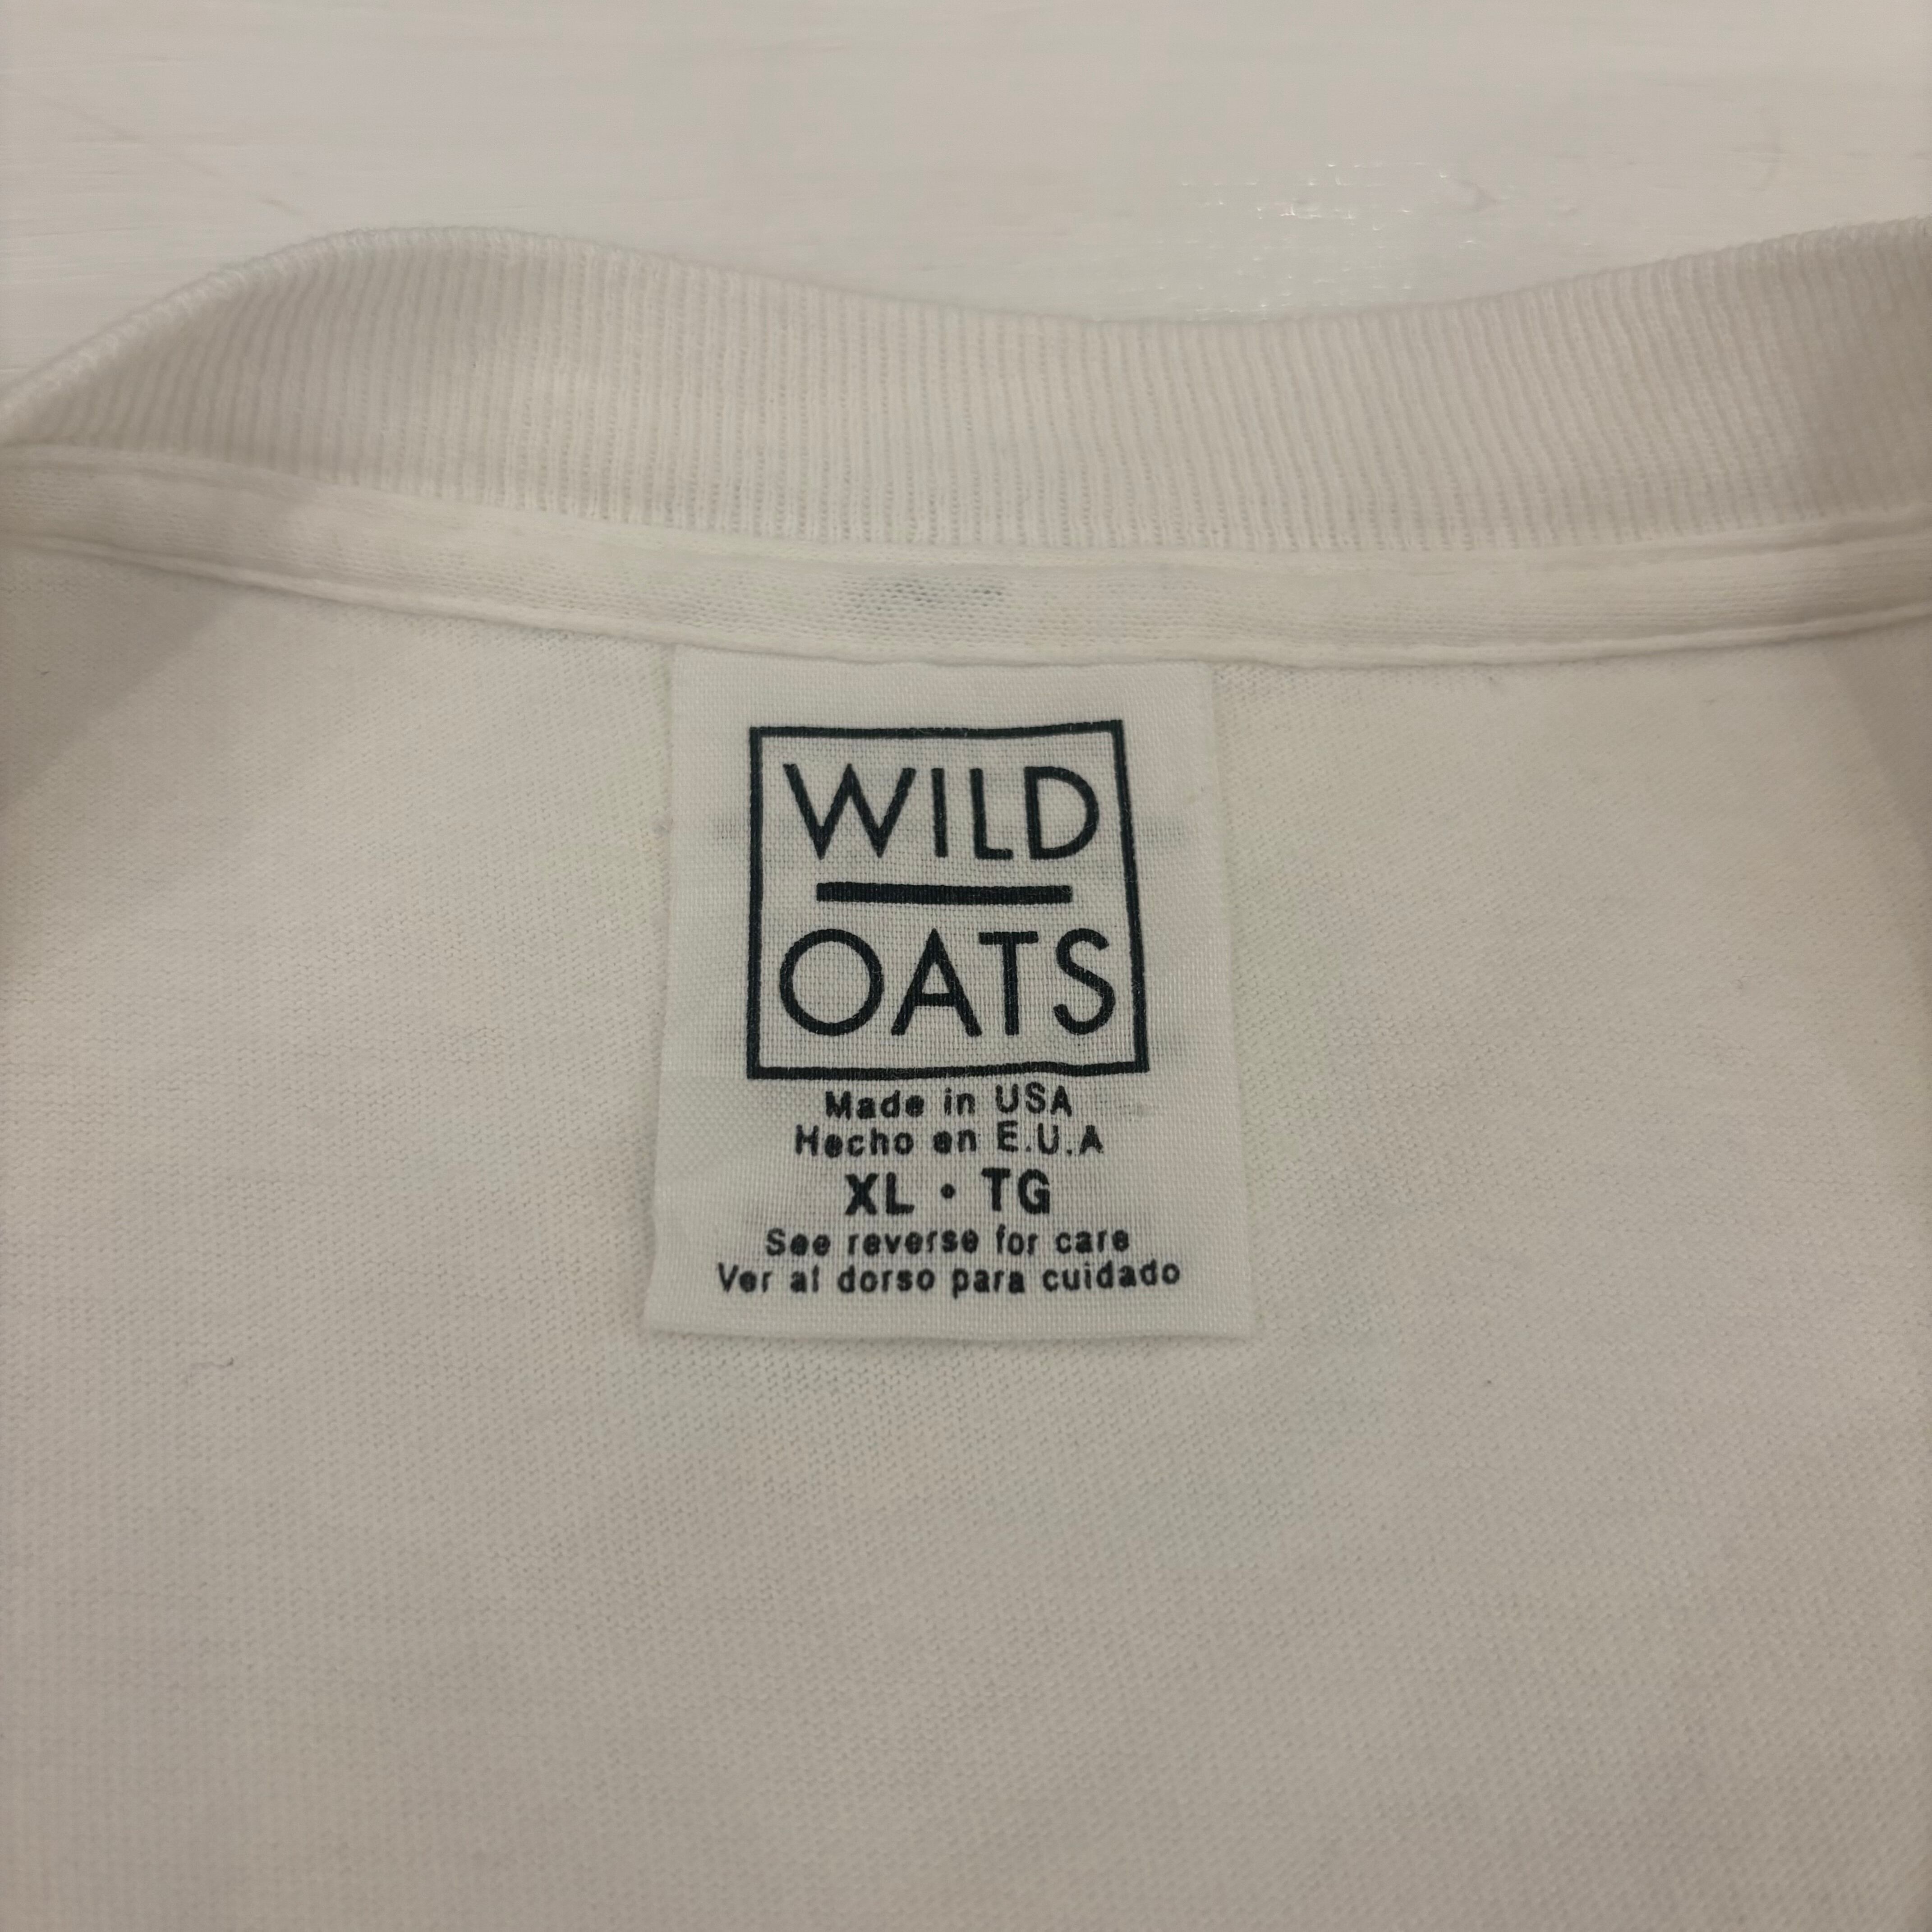 WILD
OATS
Made in USA
Hecho en E.U.A
XL • TG
See reverse for care
Ver al dorso para cuidado